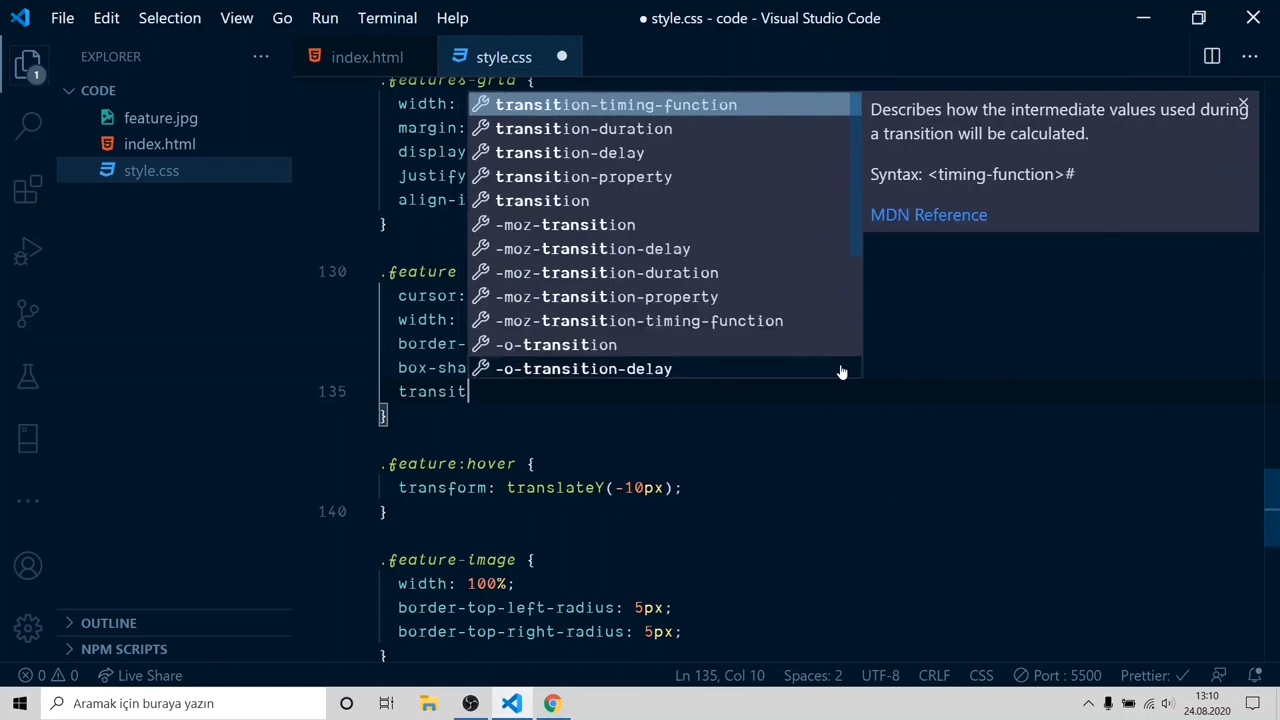 File Edit Selection View Go Run Terminal Help
● style.css - code - Visual Studio Code
EXPLORER
index.html
style.css
CODE
feature.jpg
index.html
style.css
1
OUTLINE
NPM SCRIPTS
.features-grid {
width:
margin:
display
justify
align-i
}
130 .feature
cursor:
width:
border-
box-sha
135 transit
}
.feature:hover {
transform: translateY(-10px);
140 }
.feature-image {
width: 100%;
border-top-left-radius: 5px;
border-top-right-radius: 5px;
}
transition-timing-function
transition-duration
transition-delay
transition-property
transition
-moz-transition
-moz-transition-delay
-moz-transition-duration
-moz-transition-property
-moz-transition-timing-function
-o-transition
-o-transition-delay
Describes how the intermediate values used during
a transition will be calculated.
Syntax: <timing-function>#
MDN Reference
0 0 Live Share
Ln 135, Col 10 Spaces: 2 UTF-8 CRLF CSS Port : 5500 Prettier: ✓
Aramak için buraya yazın
13:10
24.08.2020